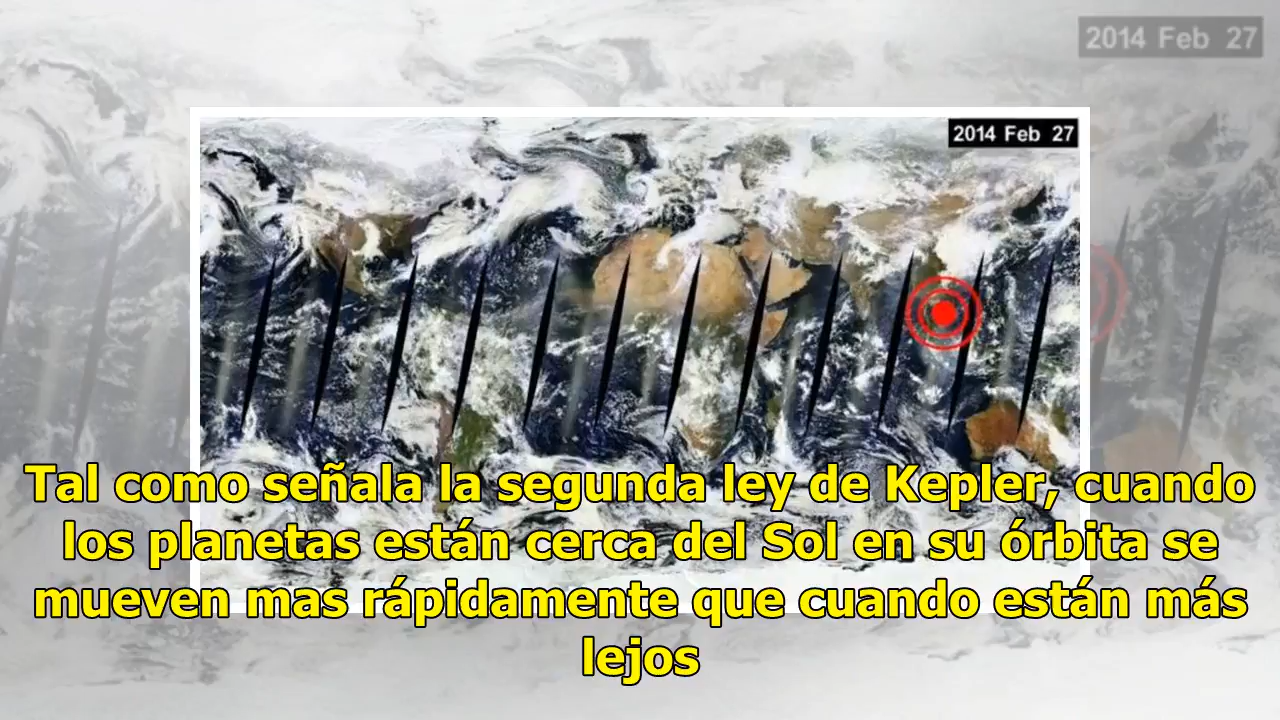 2014 Feb 27
2014 Feb 27
Tal como señala la segunda ley de Kepler, cuando
los planetas están cerca del Sol en su órbita se
mueven mas rápidamente que cuando están más
lejos